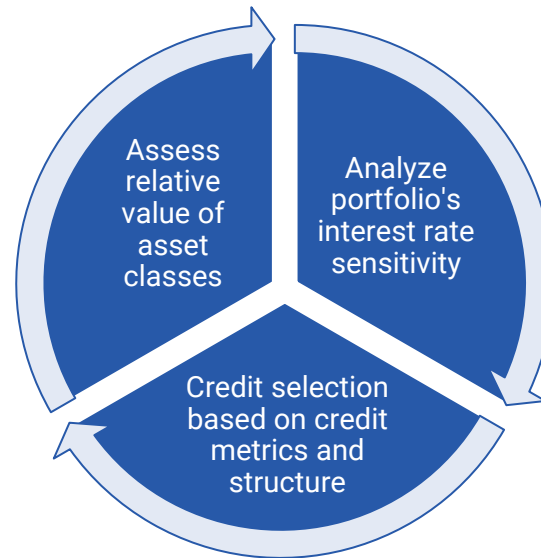 Assess
relative
value of
asset
classes
Analyze
portfolio's
interest rate
sensitivity
Credit selection
based on credit
metrics and
structure